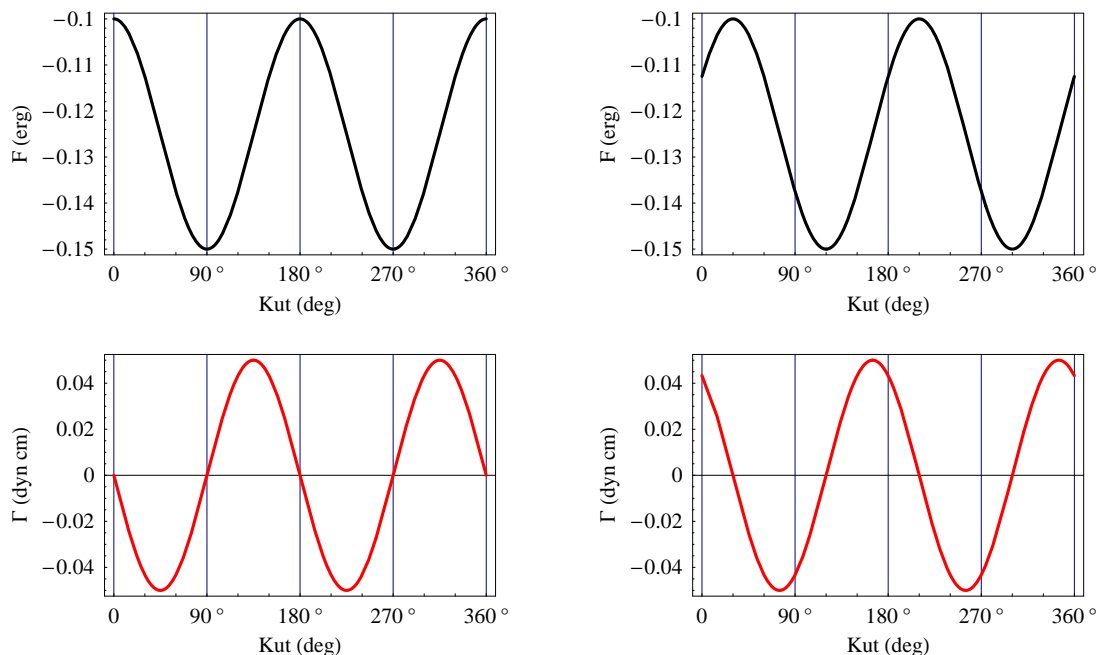 −0.1
−0.11
−0.12
−0.13
−0.14
−0.15
F (erg)
0 90 ° 180 ° 270 ° 360 °
Kut (deg)
−0.1
−0.11
−0.12
−0.13
−0.14
−0.15
F (erg)
0 90 ° 180 ° 270 ° 360 °
Kut (deg)
0.04
0.02
0
−0.02
−0.04
Γ (dyn cm)
0 90 ° 180 ° 270 ° 360 °
Kut (deg)
0.04
0.02
0
−0.02
−0.04
Γ (dyn cm)
0 90 ° 180 ° 270 ° 360 °
Kut (deg)